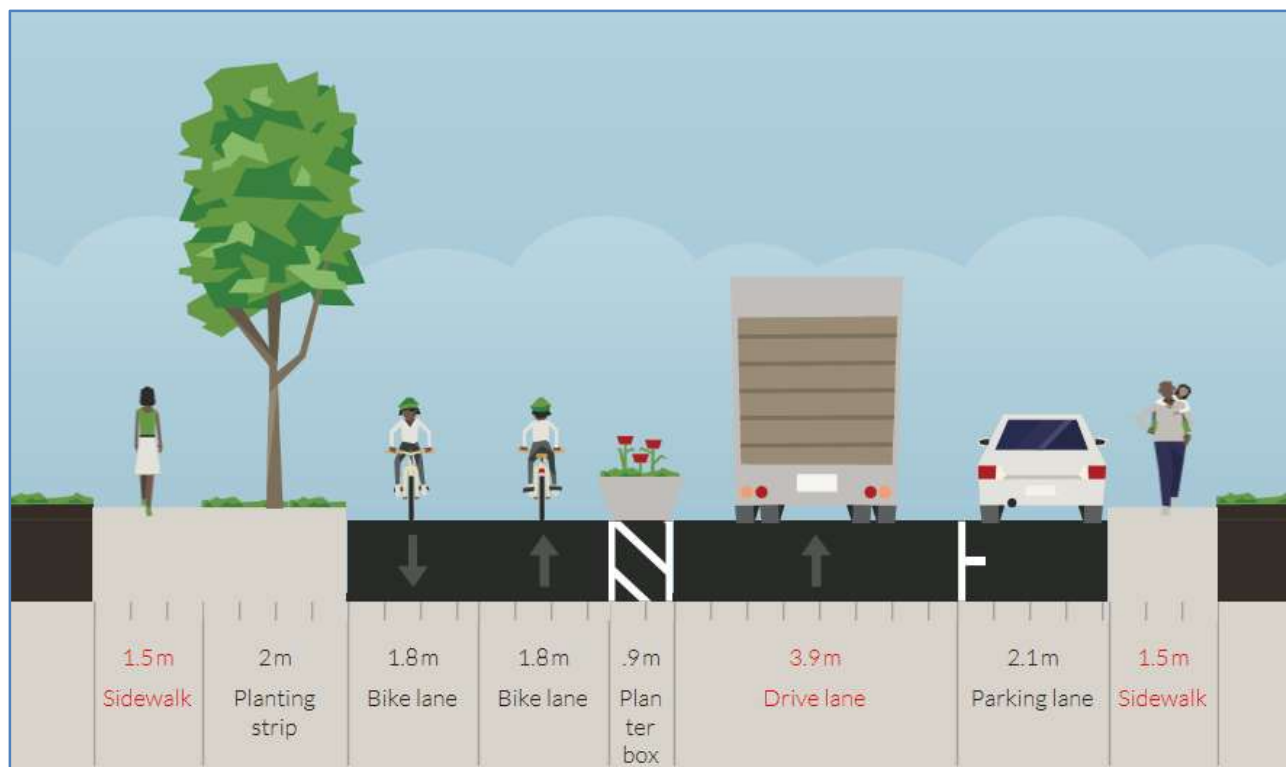 1.5m
Sidewalk
2m
Planting
strip
1.8m
Bike lane
1.8m
Bike lane
.9m
Plan
ter
box
3.9m
Drive lane
2.1m
Parking lane
1.5m
Sidewalk